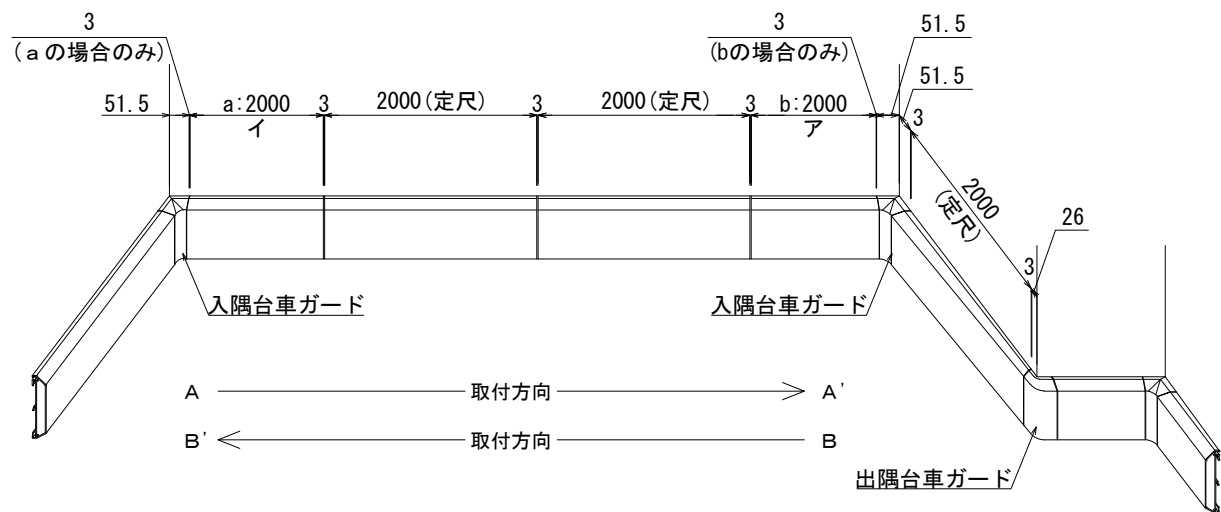 3
(aの場合のみ)
3
(bの場合のみ)
51.5
51.5
51.5
a:2000
イ
3
2000(定尺)
3
2000(定尺)
3
b:2000
ア
3
2000
(定尺)
26
3
入隅台車ガード
入隅台車ガード
A
取付方向
A'
B'
取付方向
B
出隅台車ガード